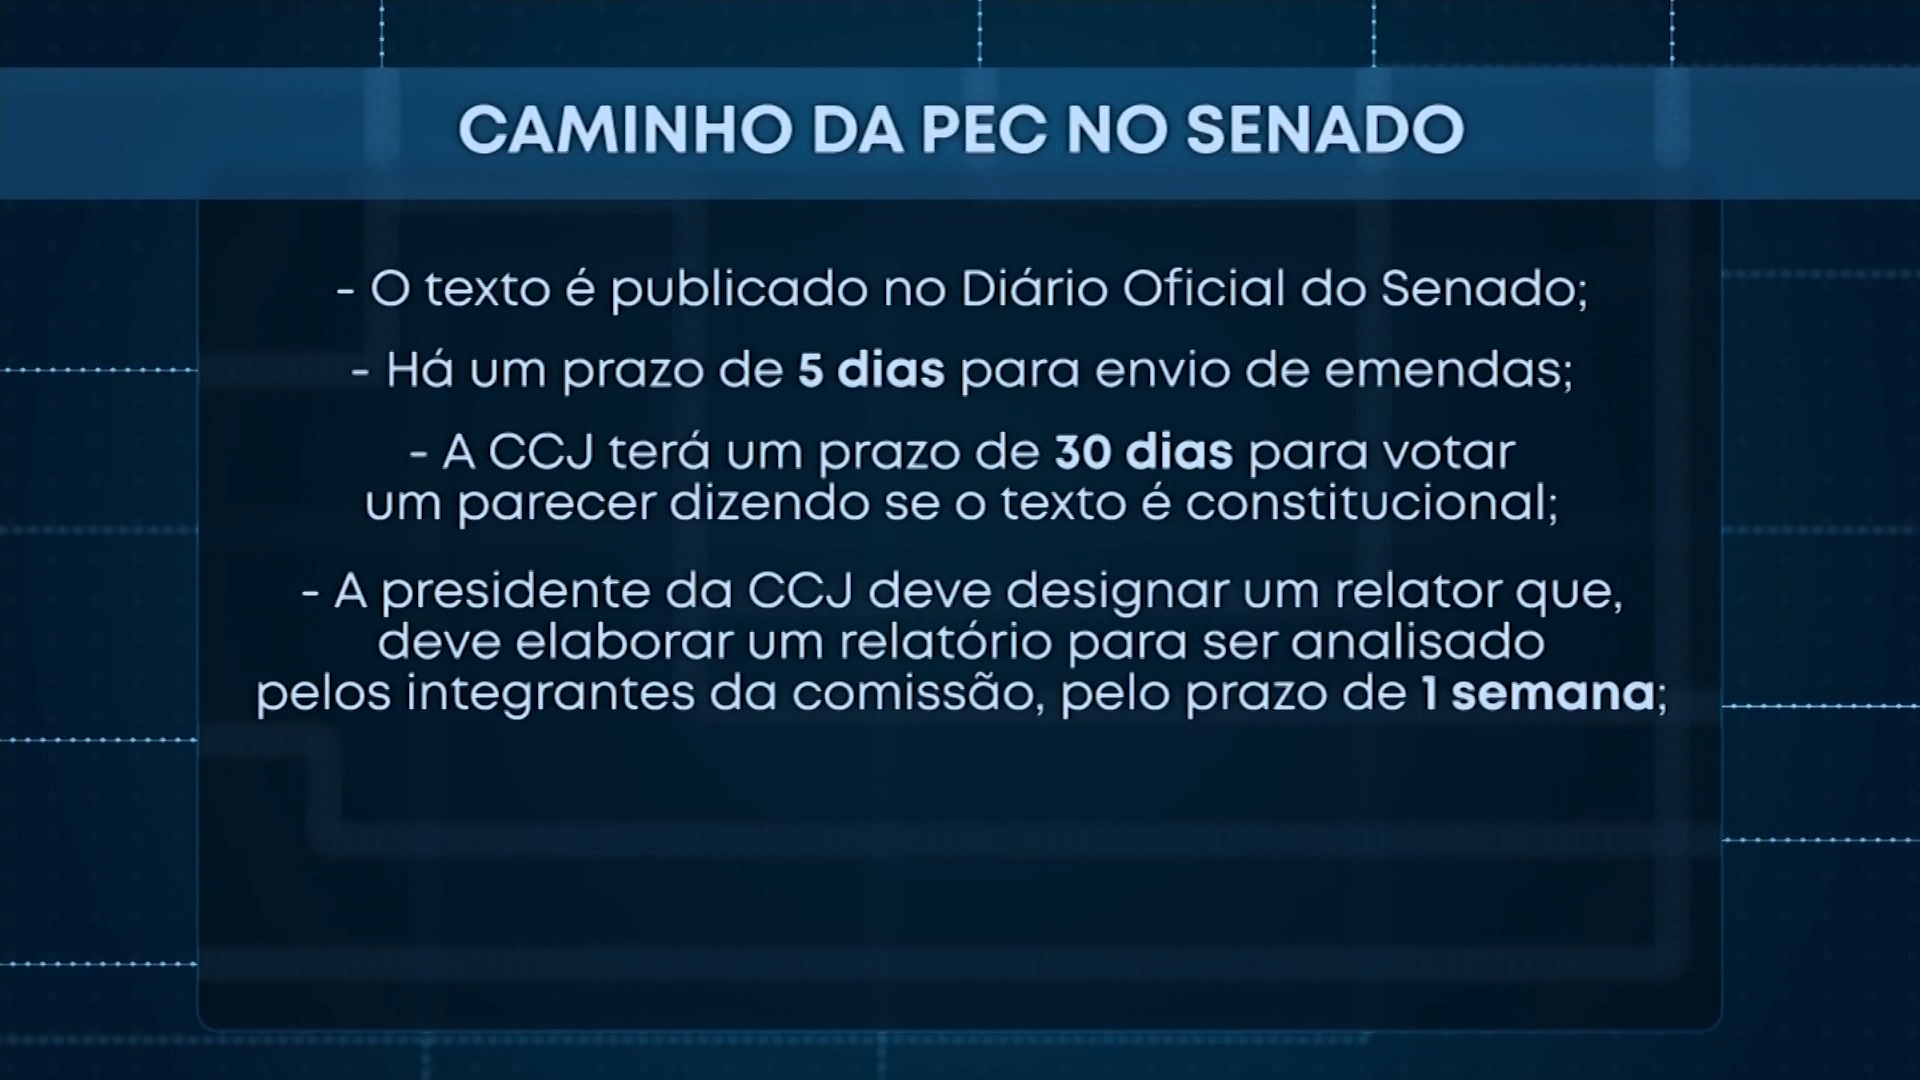 CAMINHO DA PEC NO SENADO
- O texto é publicado no Diário Oficial do Senado;
- Há um prazo de 5 dias para envio de emendas;
- A CCJ terá um prazo de 30 dias para votar
um parecer dizendo se o texto é constitucional;
- A presidente da CCJ deve designar um relator que,
deve elaborar um relatório para ser analisado
pelos integrantes da comissão, pelo prazo de 1 semana;